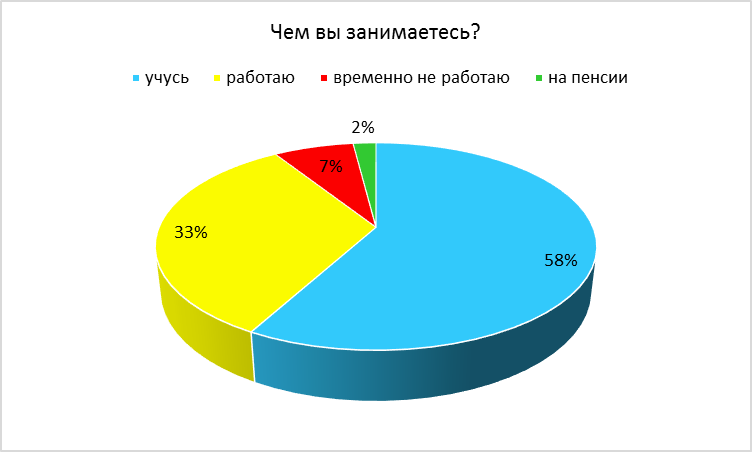 Чем вы занимаетесь?
учусь работаю временно не работаю на пенсии
2%
7%
33%
58%